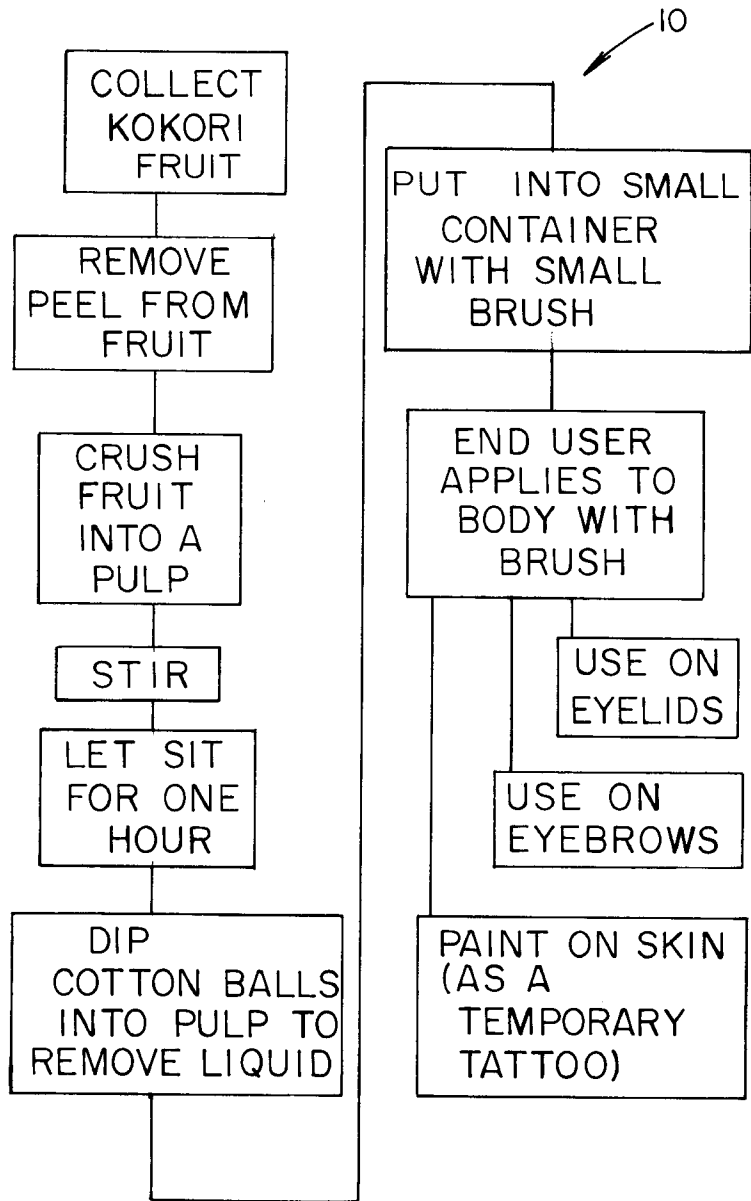 10
COLLECT
KOKORI
FRUIT
REMOVE
PEEL FROM
FRUIT
CRUSH
FRUIT
INTO A
PULP
STIR
LET SIT
FOR ONE
HOUR
DIP
COTTON BALLS
INTO PULP TO
REMOVE LIQUID
PUT INTO SMALL
CONTAINER
WITH SMALL
BRUSH
END USER
APPLIES TO
BODY WITH
BRUSH
USE ON
EYELIDS
USE ON
EYEBROWS
PAINT ON SKIN
(AS A
TEMPORARY
TATTOO)